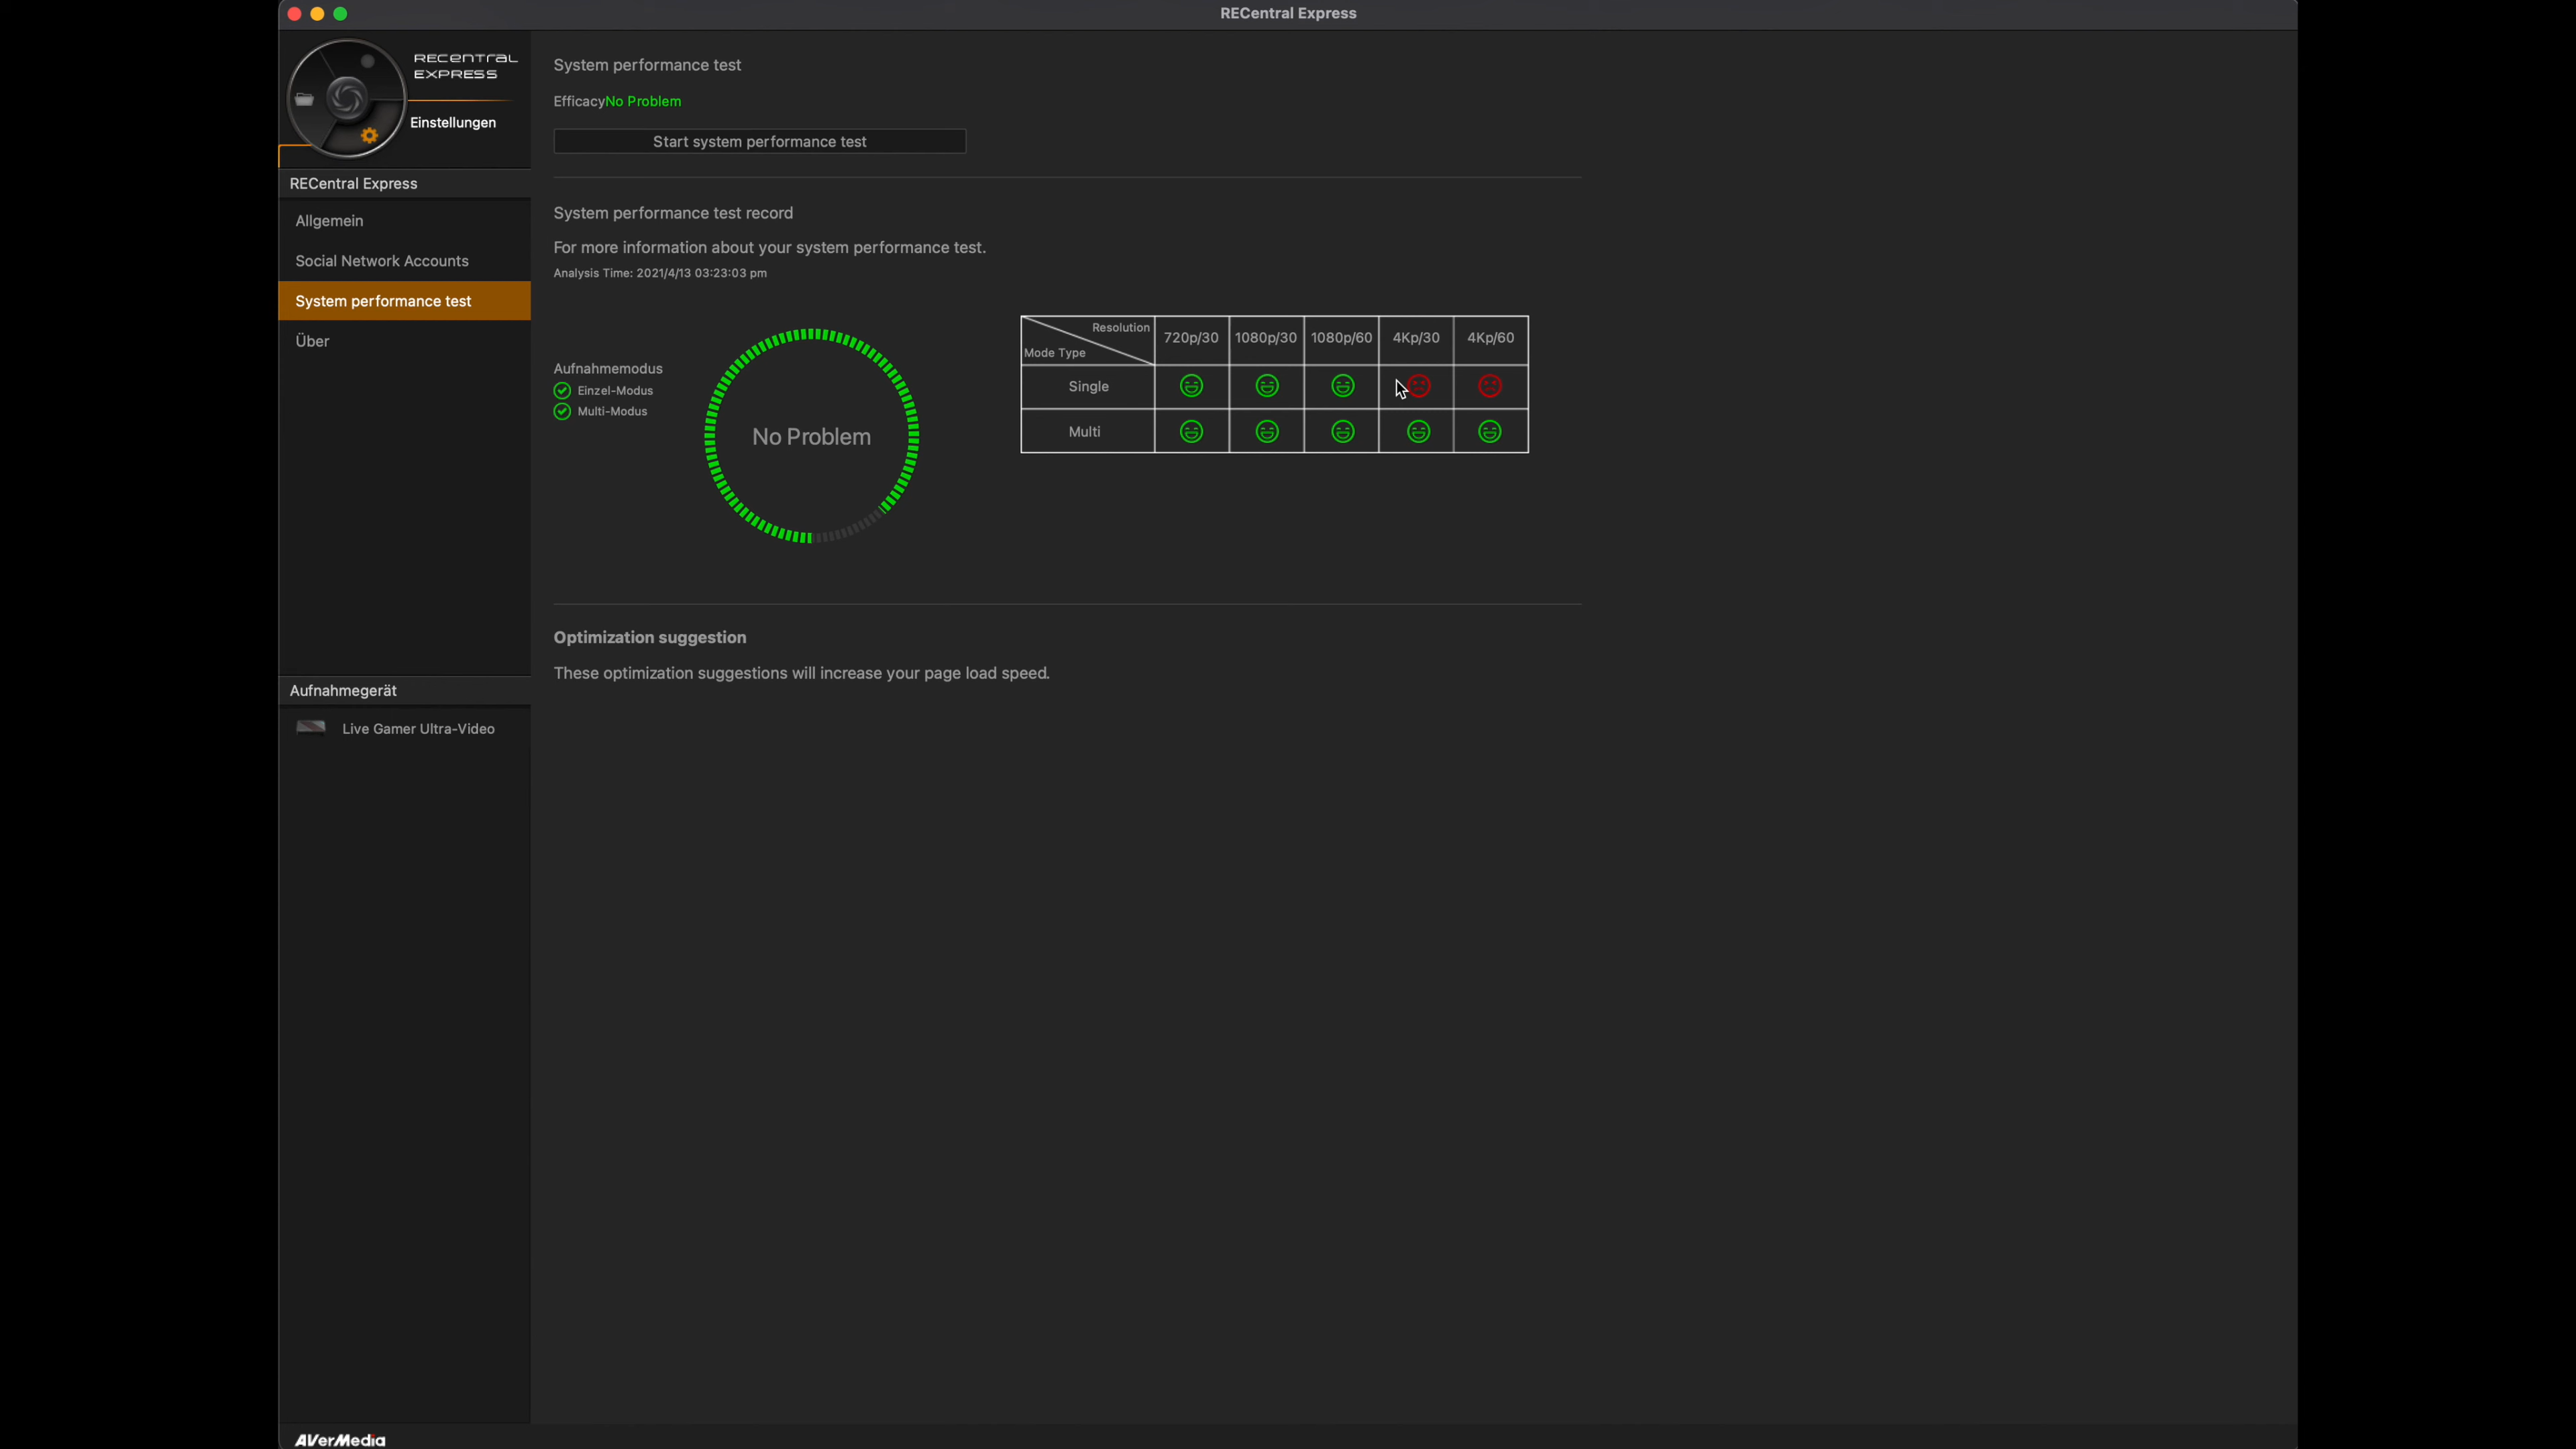 RECentral Express
RECentral
EXPRESS
Einstellungen
RECentral Express
Allgemein
Social Network Accounts
System performance test
Über
Aufnahmegerät
Live Gamer Ultra-Video
AVerMedia
System performance test
EfficacyNo Problem
Start system performance test
System performance test record
For more information about your system performance test.
Analysis Time: 2021/4/13 03:23:03 pm
Aufnahmemodus
Einzel-Modus
Multi-Modus
No Problem
Resolution
Mode Type
720p/30 1080p/30 1080p/60 4Kp/30 4Kp/60
Single
Multi
Optimization suggestion
These optimization suggestions will increase your page load speed.